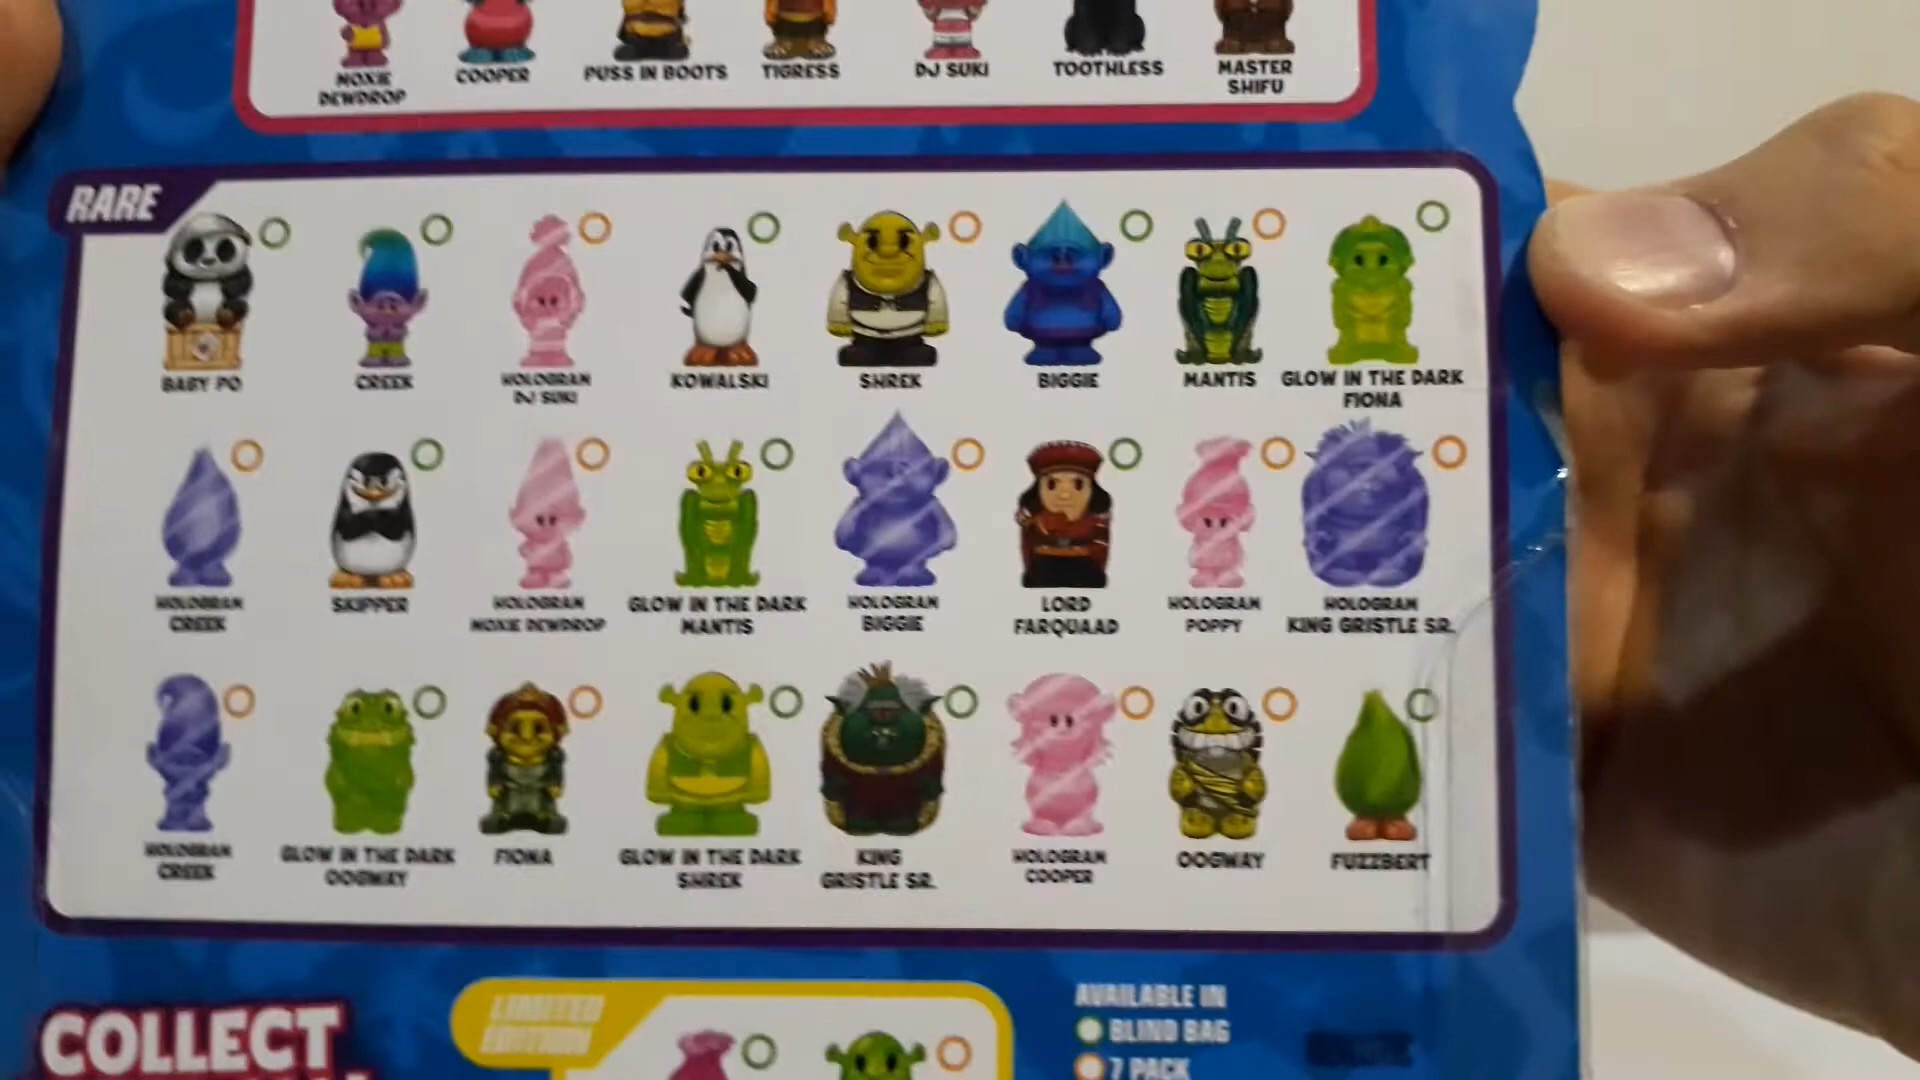 MOXIE
DEWDROP
COOPER
PUSS IN BOOTS
TIGRESS
DJ SUKI
TOOTHLESS
MASTER
SHIFU
RARE
BABY PO
CREEK
HOLOGRAM
DJ SUKI
KOWALSKI
SHREK
BIGGIE
MANTIS
GLOW IN THE DARK
FIONA
HOLOGRAM
CREEK
SKIPPER
HOLOGRAM
MOXIE DEWDROP
GLOW IN THE DARK
MANTIS
HOLOGRAM
BIGGIE
LORD
FARQUAAD
HOLOGRAM
POPPY
HOLOGRAM
KING GRISTLE SR.
HOLOGRAM
CREEK
GLOW IN THE DARK
OOGWAY
FIONA
GLOW IN THE DARK
SHREK
KING
GRISTLE SR.
HOLOGRAM
COOPER
OOGWAY
FUZZBERT
COLLECT
LIMITED
EDITION
AVAILABLE IN
BLIND BAG
7 PACK